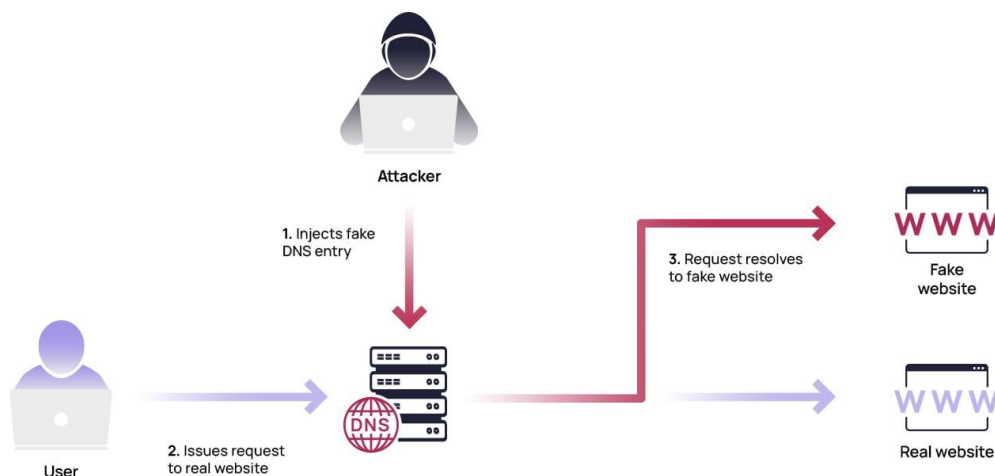 Attacker
1. Injects fake
DNS entry
3. Request resolves
to fake website
WWW
Fake
website
DNS
2. Issues request
to real website
User
WWW
Real website